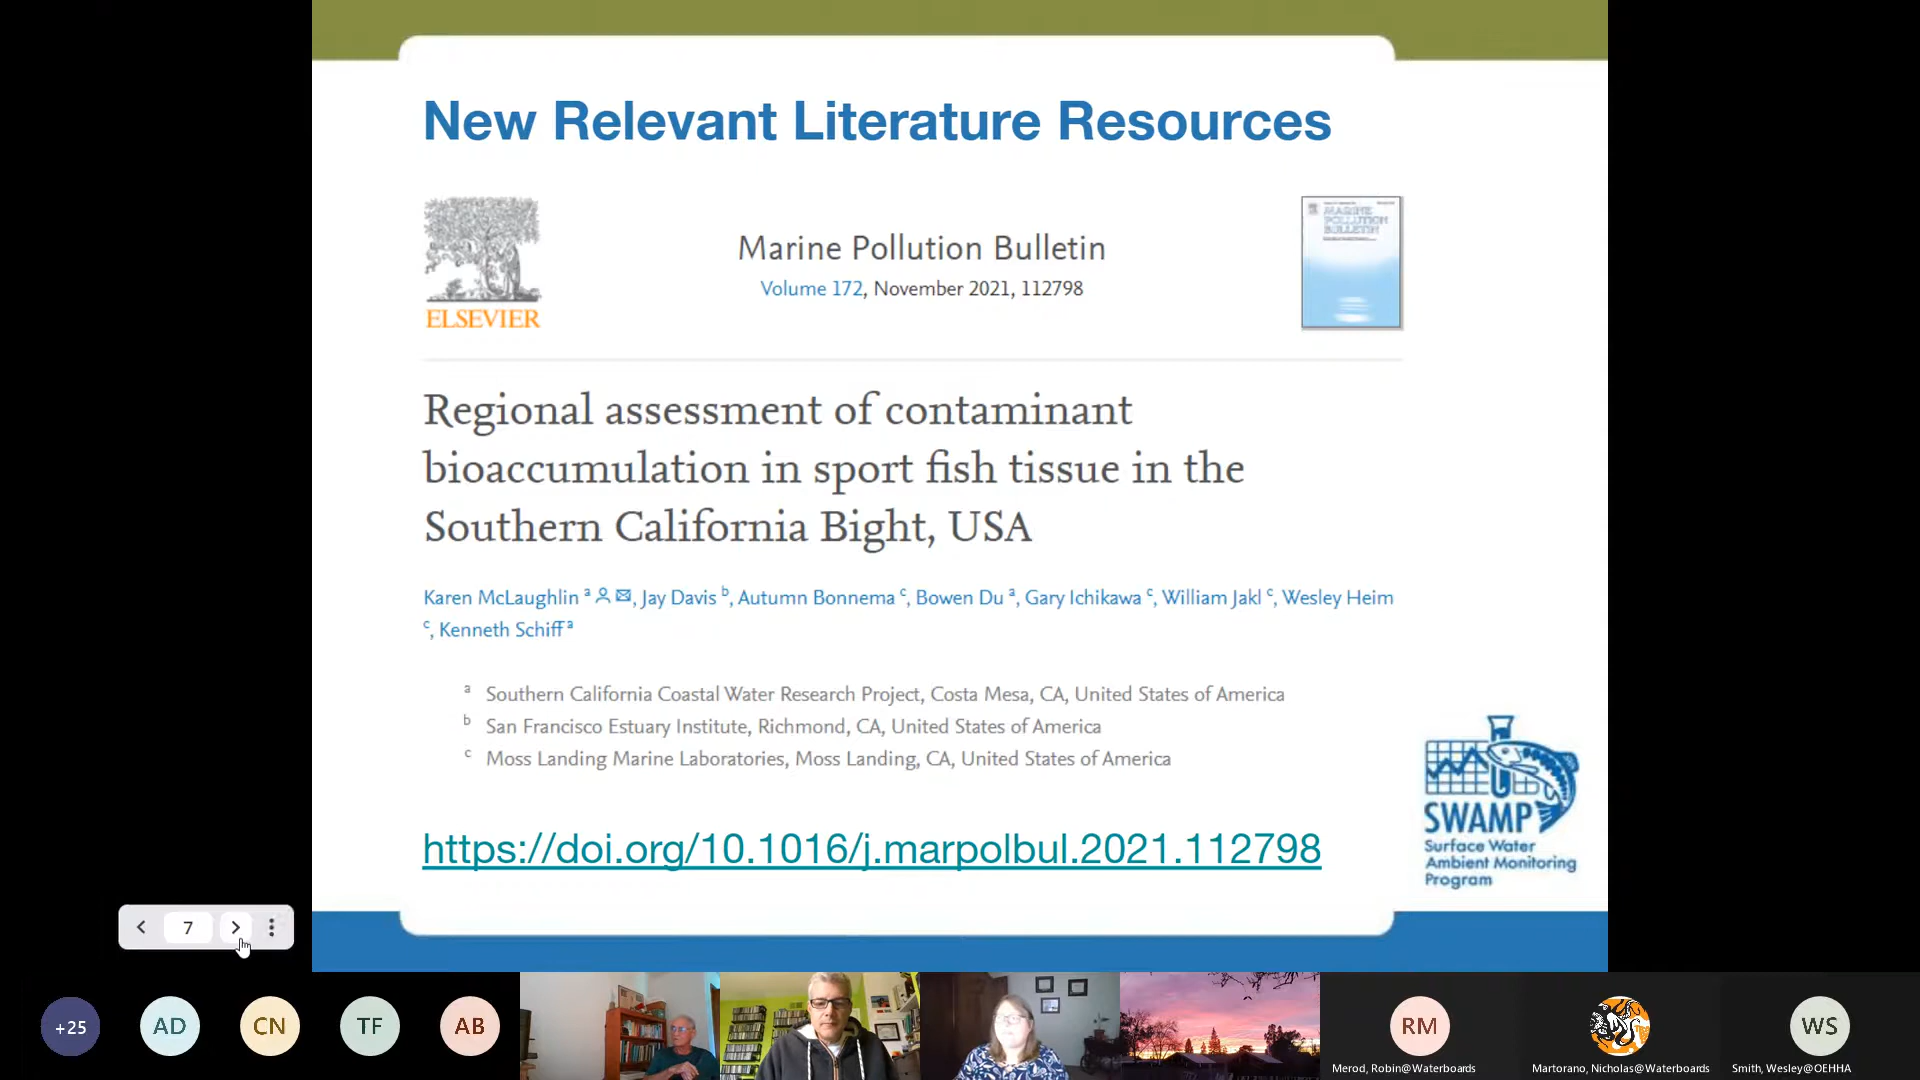 New Relevant Literature Resources
ELSEVIER
Marine Pollution Bulletin
Volume 172, November 2021, 112798
MARINE
POLLUTION
BULLETIN
Regional assessment of contaminant
bioaccumulation in sport fish tissue in the
Southern California Bight, USA
Karen McLaughlin a, Jay Davis b, Autumn Bonnema c, Bowen Du a, Gary Ichikawa c, William Jakl c, Wesley Heim
c, Kenneth Schiff a
a Southern California Coastal Water Research Project, Costa Mesa, CA, United States of America
b San Francisco Estuary Institute, Richmond, CA, United States of America
c Moss Landing Marine Laboratories, Moss Landing, CA, United States of America
https://doi.org/10.1016/j.marpolbul.2021.112798
SWAMP
Surface Water
Ambient Monitoring
Program
7
+25
AD
CN
TF
AB
RM
WS
Merod, Robin@Waterboards
Martorano, Nicholas@Waterboards
Smith, Wesley@OEHHA